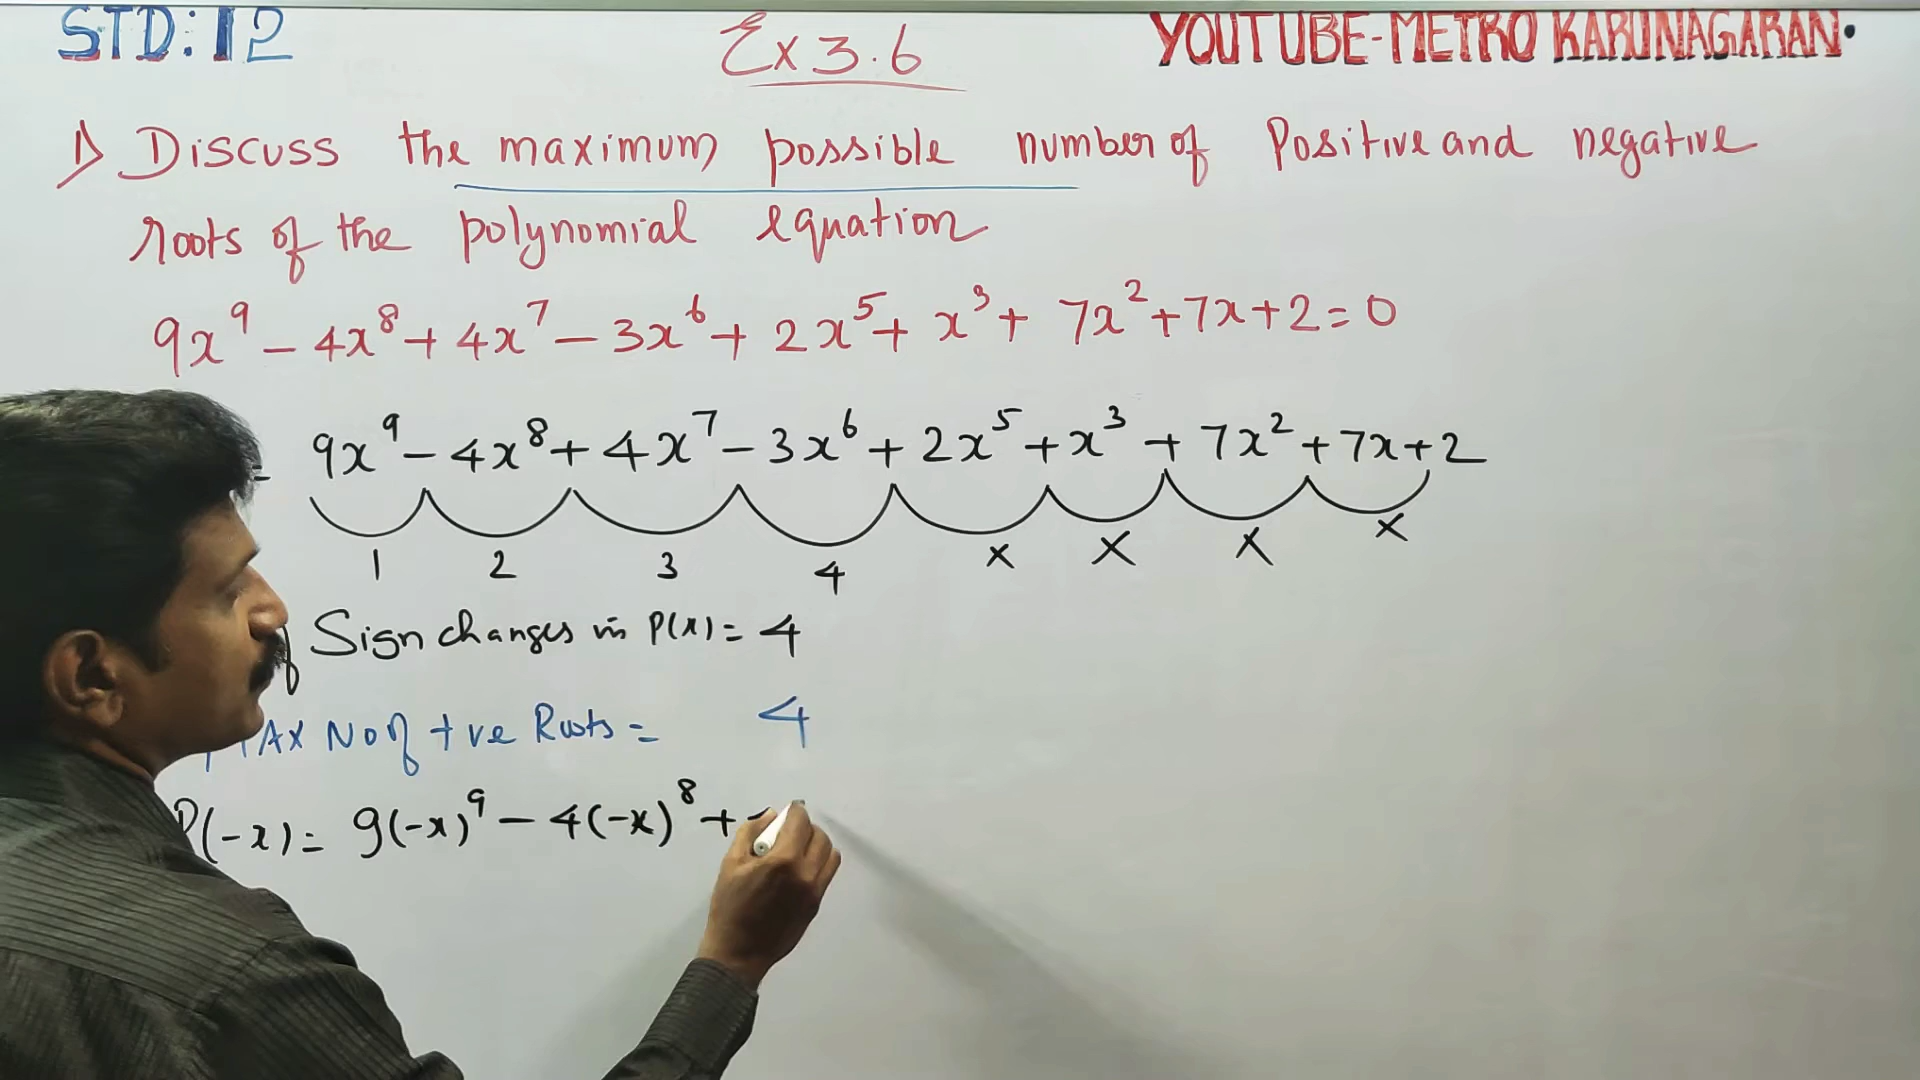 STD: 12
Ex 3.6
YOUTUBE-METRO KARUNAGARAN.
1) Discuss the maximum possible number of Positive and negative
roots of the polynomial equation
9x⁹ - 4x⁸ + 4x⁷ - 3x⁶ + 2x⁵ + x³ + 7x² + 7x + 2 = 0
= 9x⁹ - 4x⁸ + 4x⁷ - 3x⁶ + 2x⁵ + x³ + 7x² + 7x + 2
1 2 3 4 x x x x
Sign changes in P(x) = 4
No of +ve Roots = 4
P(-x) = 9(-x)⁹ - 4(-x)⁸ +